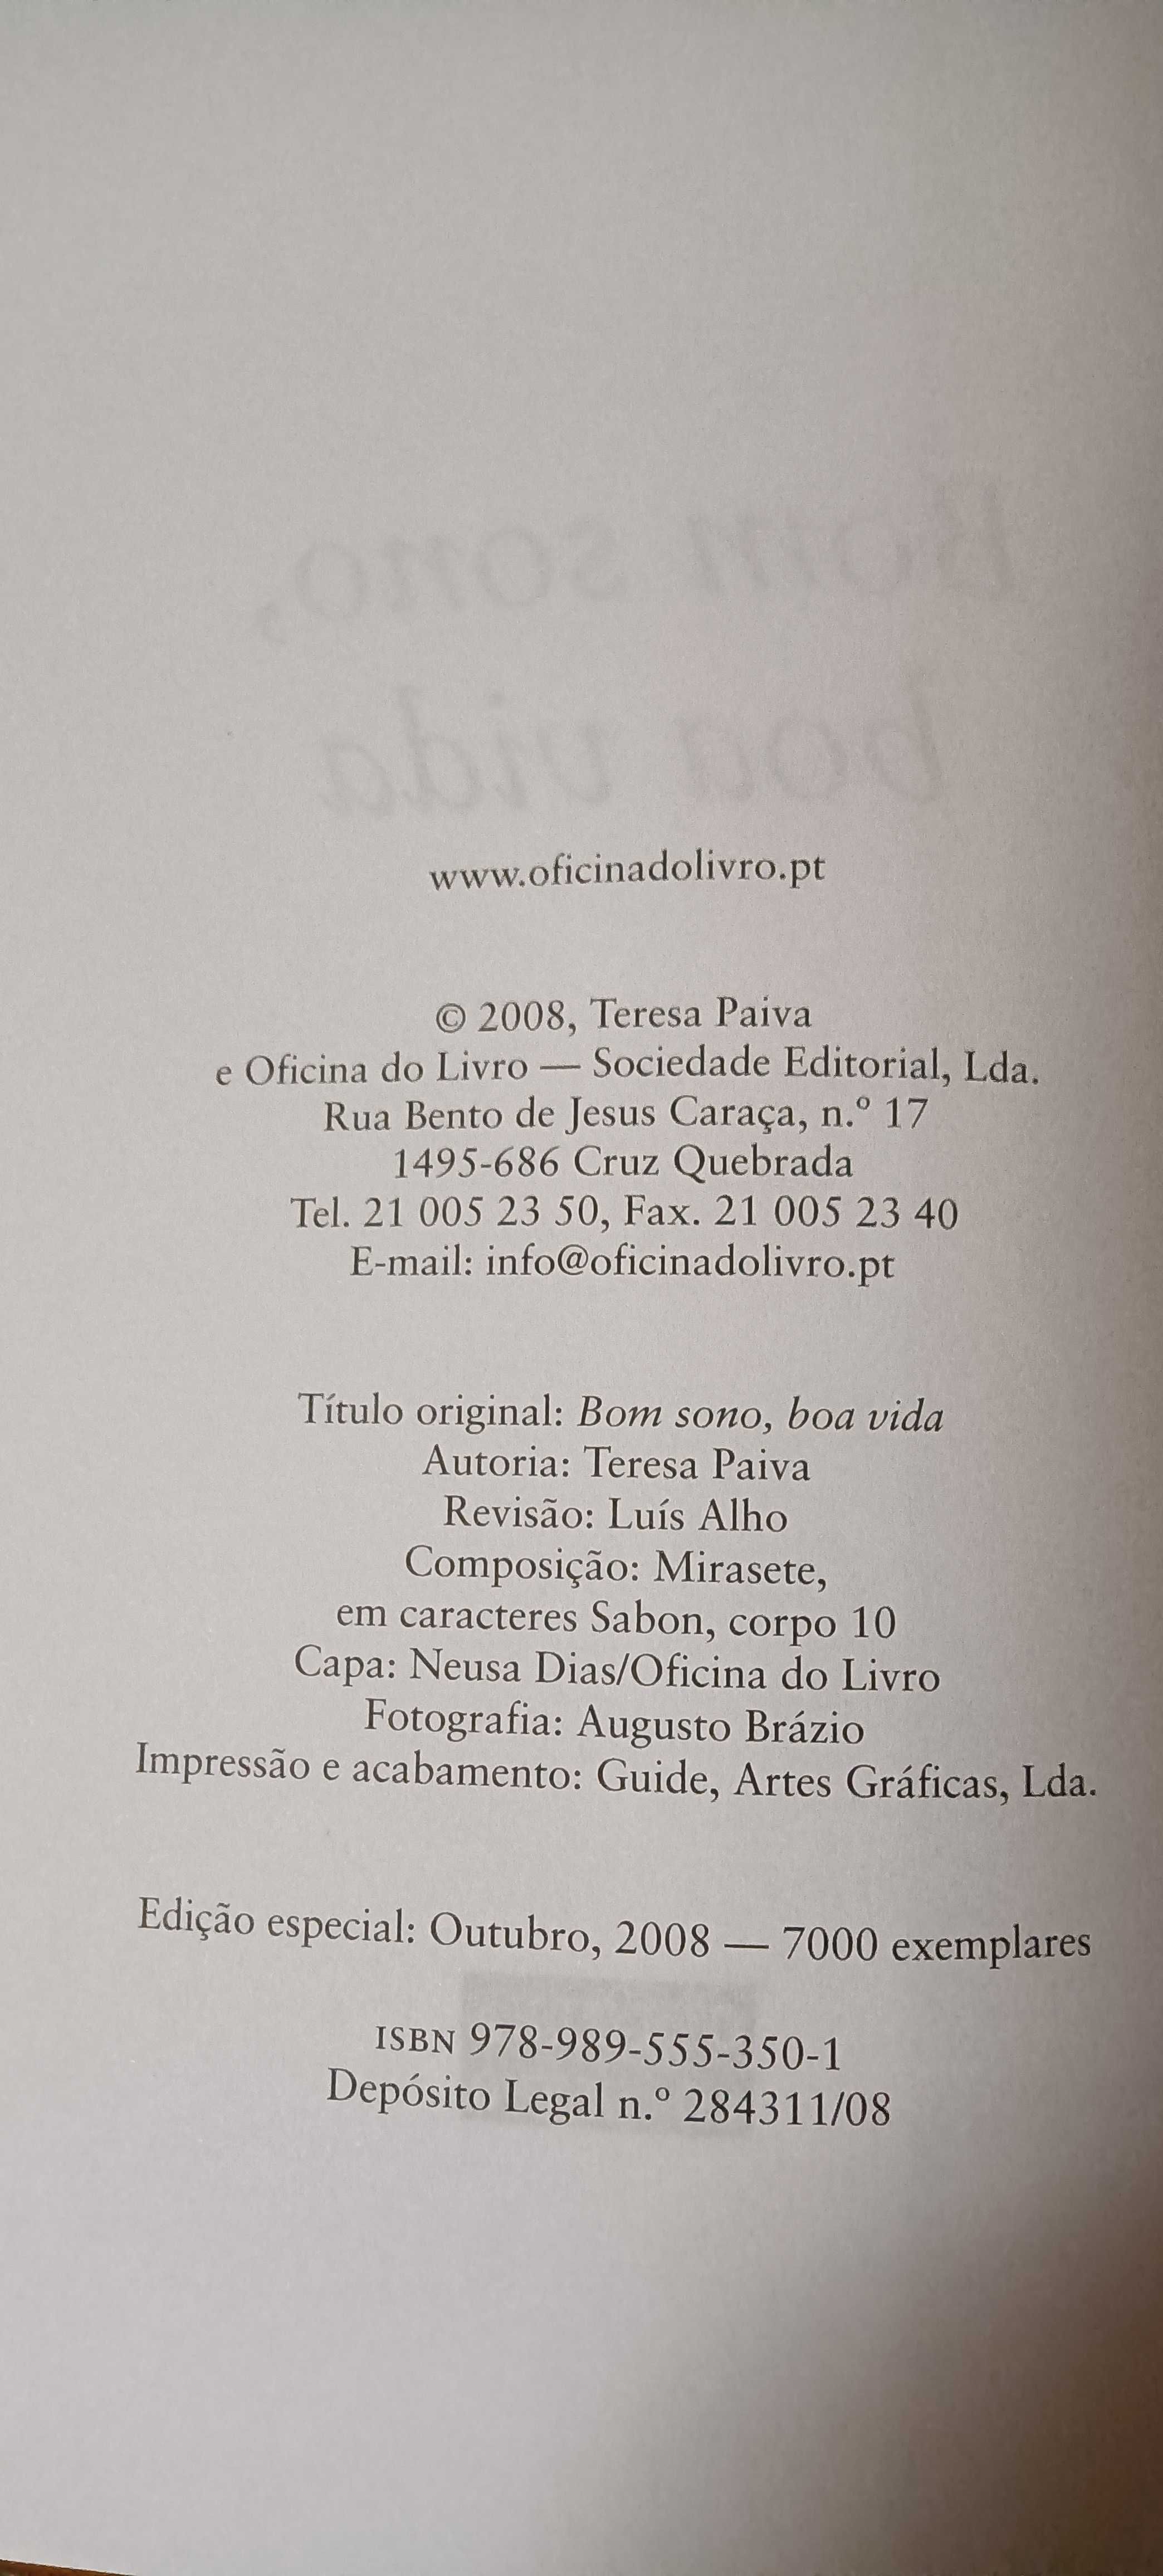 Bom sono,
boa vida
www.oficinadolivro.pt
© 2008, Teresa Paiva
e Oficina do Livro — Sociedade Editorial, Lda.
Rua Bento de Jesus Caraça, n.º 17
1495-686 Cruz Quebrada
Tel. 21 005 23 50, Fax. 21 005 23 40
E-mail: info@oficinadolivro.pt
Título original: Bom sono, boa vida
Autoria: Teresa Paiva
Revisão: Luís Alho
Composição: Mirasete,
em caracteres Sabon, corpo 10
Capa: Neusa Dias/Oficina do Livro
Fotografia: Augusto Brázio
Impressão e acabamento: Guide, Artes Gráficas, Lda.
Edição especial: Outubro, 2008 — 7000 exemplares
ISBN 978-989-555-350-1
Depósito Legal n.º 284311/08